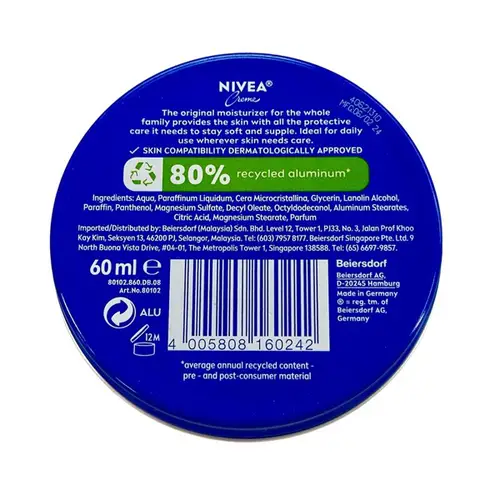 NIVEA®
Creme
40621310
MFG06/02 24
The original moisturizer for the whole
family provides the skin with all the protective
care it needs to stay soft and supple. Ideal for daily
use wherever skin needs care.
✓ SKIN COMPATIBILITY DERMATOLOGICALLY APPROVED
80% recycled aluminum*
Ingredients: Aqua, Paraffinum Liquidum, Cera Microcristallina, Glycerin, Lanolin Alcohol,
Paraffin, Panthenol, Magnesium Sulfate, Decyl Oleate, Octyldodecanol, Aluminum Stearates,
Citric Acid, Magnesium Stearate, Parfum
Imported/Distributed by: Beiersdorf (Malaysia) Sdn. Bhd. Level 12, Tower 1, PJ33, No. 3, Jalan Prof Khoo
Kay Kim, Seksyen 13, 46200 PJ, Selangor, Malaysia. Tel: (603) 7957 8177. Beiersdorf Singapore Pte. Ltd. 9
North Buona Vista Drive, #04-01, The Metropolis Tower 1, Singapore 138588. Tel: (65) 6697-9857.
60 ml e
80102.860.DB.08
Art.No.80102
ALU
12M
4 005808 160242
Beiersdorf
Beiersdorf AG,
D-20245 Hamburg
Made in Germany
® = reg. tm. of
Beiersdorf AG,
Germany
*average annual recycled content -
pre - and post-consumer material